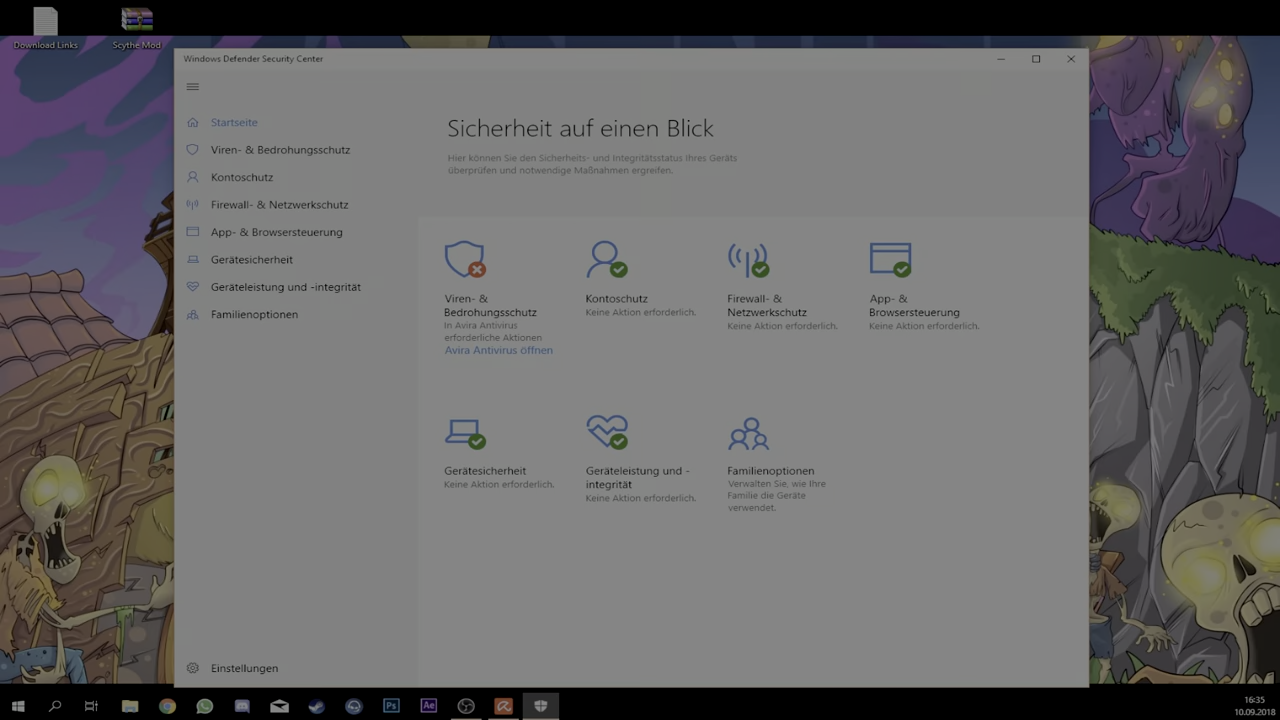 Download Links
Scythe Mod
Windows Defender Security Center
Startseite
Viren- & Bedrohungsschutz
Kontoschutz
Firewall- & Netzwerkschutz
App- & Browsersteuerung
Gerätesicherheit
Geräteleistung und -integrität
Familienoptionen
Einstellungen
Sicherheit auf einen Blick
Hier können Sie den Sicherheits- und Integritätsstatus Ihres Geräts
überprüfen und notwendige Maßnahmen ergreifen.
Viren- &
Bedrohungsschutz
In Avira Antivirus
erforderliche Aktionen
Avira Antivirus öffnen
Kontoschutz
Keine Aktion erforderlich.
Firewall- &
Netzwerkschutz
Keine Aktion erforderlich.
App- &
Browsersteuerung
Keine Aktion erforderlich.
Gerätesicherheit
Keine Aktion erforderlich.
Geräteleistung und -
integrität
Keine Aktion erforderlich.
Familienoptionen
Verwalten Sie, wie Ihre
Familie die Geräte
verwendet.
Ps
Ae
16:35
10.09.2018